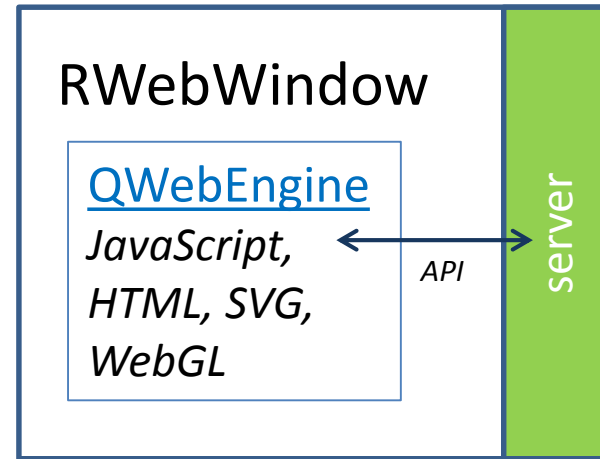 RWebWindow
QWebEngine
JavaScript,
HTML, SVG,
WebGL
API
server